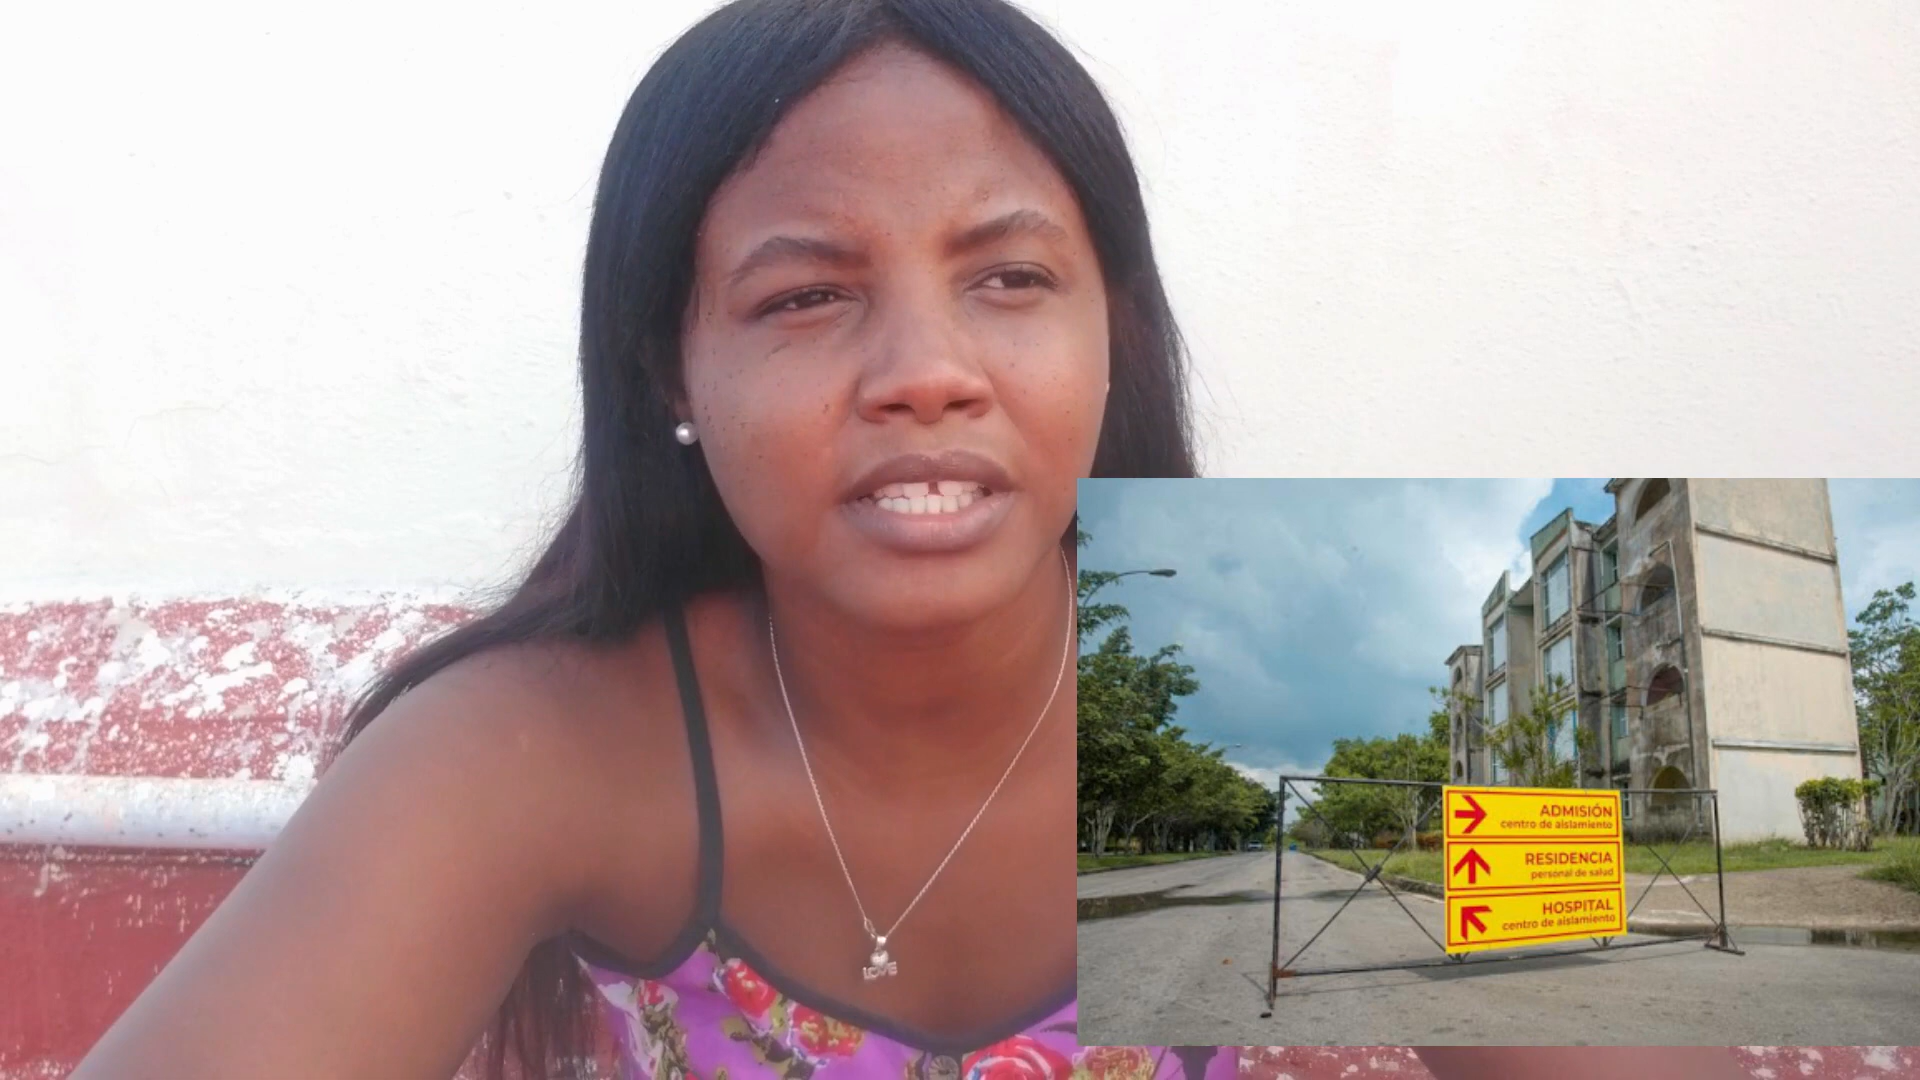 LOVE
ADMISIÓN
centro de aislamiento
RESIDENCIA
personal de salud
HOSPITAL
centro de aislamiento